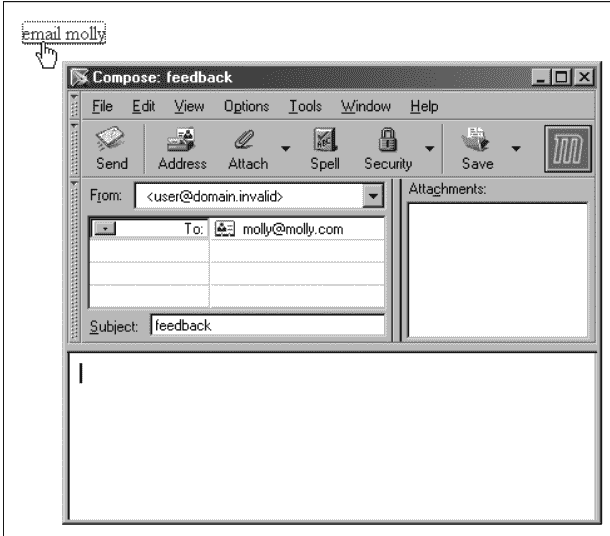 email molly
Compose: feedback
File Edit View Options Tools Window Help
Send Address Attach Spell Security Save
From: <user@domain.invalid>
Attachments:
To: molly@molly.com
Subject: feedback